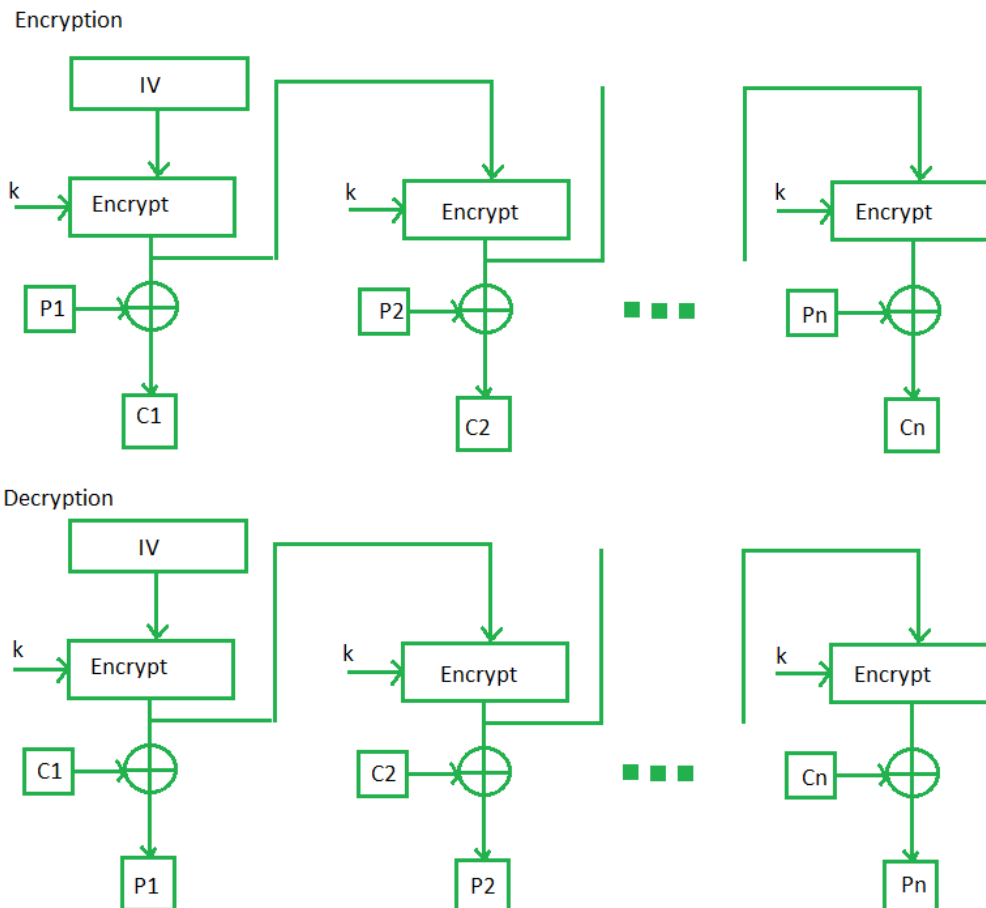 Encryption
IV
k
Encrypt
k
Encrypt
k
Encrypt
P1
P2
Pn
C1
C2
Cn
Decryption
IV
k
Encrypt
k
Encrypt
k
Encrypt
C1
C2
Cn
P1
P2
Pn